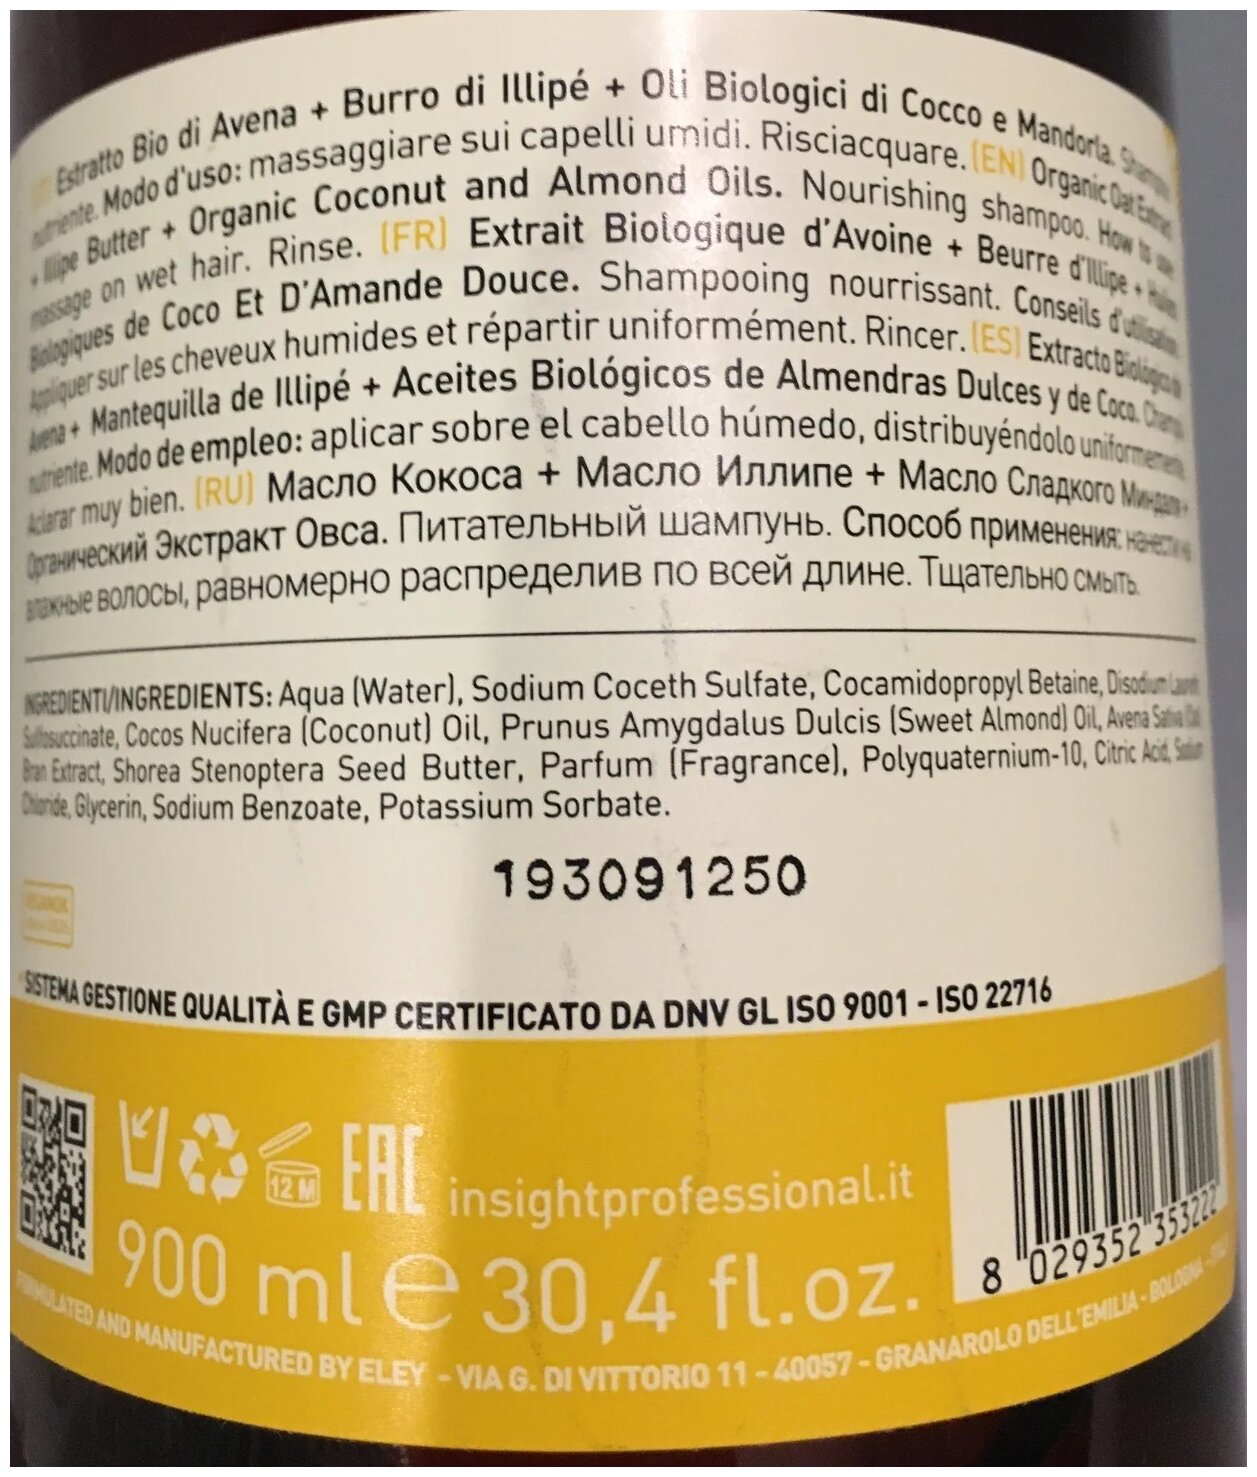 Estratto Bio di Avena + Burro di Illipé + Oli Biologici di Cocco e Mandorla. Shampoo
nutriente. Modo d'uso: massaggiare sui capelli umidi. Risciacquare. (EN) Organic Oat Extract
+ Illipe Butter + Organic Coconut and Almond Oils. Nourishing shampoo. How to use:
massage on wet hair. Rinse. (FR) Extrait Biologique d'Avoine + Beurre d'Illipe + Huiles
Biologiques de Coco Et D'Amande Douce. Shampooing nourrissant. Conseils d'utilisation:
Appliquer sur les cheveux humides et répartir uniformément. Rincer. (ES) Extracto Biológico de
Avena + Mantequilla de Illipé + Aceites Biológicos de Almendras Dulces y de Coco. Champú
nutriente. Modo de empleo: aplicar sobre el cabello húmedo, distribuyéndolo uniformemente.
Aclarar muy bien. (RU) Масло Кокоса + Масло Иллипе + Масло Сладкого Миндаля +
Органический Экстракт Овса. Питательный шампунь. Способ применения: нанести на
влажные волосы, равномерно распределив по всей длине. Тщательно смыть.
INGREDIENTI/INGREDIENTS: Aqua (Water), Sodium Coceth Sulfate, Cocamidopropyl Betaine, Disodium Laureth
Sulfosuccinate, Cocos Nucifera (Coconut) Oil, Prunus Amygdalus Dulcis (Sweet Almond) Oil, Avena Sativa (Oat)
Bran Extract, Shorea Stenoptera Seed Butter, Parfum (Fragrance), Polyquaternium-10, Citric Acid, Sodium
Chloride, Glycerin, Sodium Benzoate, Potassium Sorbate.
193091250
*SISTEMA GESTIONE QUALITÀ E GMP CERTIFICATO DA DNV GL ISO 9001 - ISO 22716
12 M
EAC
insightprofessional.it
900 ml e 30,4 fl.oz.
8 029352 353222
FORMULATED AND MANUFACTURED BY ELEY - VIA G. DI VITTORIO 11 - 40057 - GRANAROLO DELL'EMILIA - BOLOGNA - ITALY